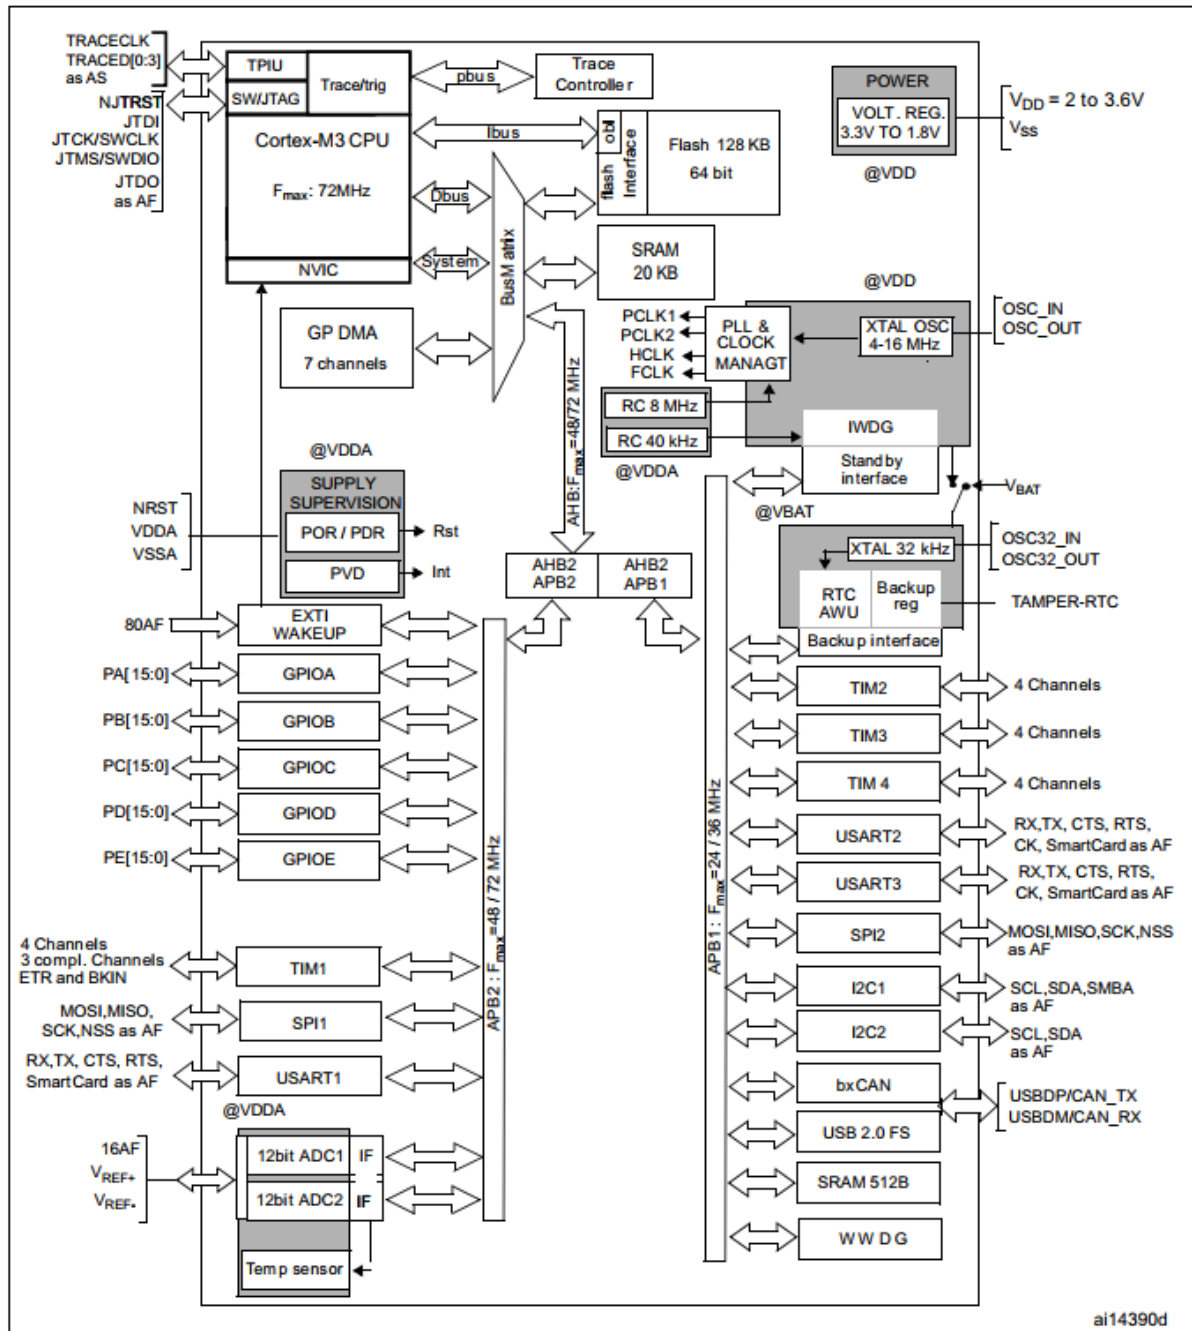 TRACECLK
TRACED[0:3]
as AS
NJTRST
JTDI
JTCK/SWCLK
JTMS/SWDIO
JTDO
as AF
TPIU
SW/JTAG
Trace/trig
Cortex-M3 CPU
Fmax: 72MHz
NVIC
pbus
Trace
Controller
Ibus
Dbus
System
BusMatrix
obl
flash
Interface
Flash 128 KB
64 bit
SRAM
20 KB
POWER
VOLT. REG.
3.3V TO 1.8V
@VDD
VDD = 2 to 3.6V
VSS
GP DMA
7 channels
AHB:Fmax=48/72 MHz
@VDD
PCLK1
PCLK2
HCLK
FCLK
PLL &
CLOCK
MANAGT
XTAL OSC
4-16 MHz
OSC_IN
OSC_OUT
RC 8 MHz
RC 40 kHz
@VDDA
IWDG
Standby
interface
VBAT
@VBAT
XTAL 32 kHz
OSC32_IN
OSC32_OUT
RTC
AWU
Backup
reg
TAMPER-RTC
Backup interface
@VDDA
SUPPLY
SUPERVISION
NRST
VDDA
VSSA
POR / PDR
Rst
PVD
Int
AHB2
APB2
AHB2
APB1
80AF
EXTI
WAKEUP
PA[15:0]
GPIOA
PB[15:0]
GPIOB
PC[15:0]
GPIOC
PD[15:0]
GPIOD
PE[15:0]
GPIOE
APB2 : Fmax=48 / 72 MHz
APB1 : Fmax=24 / 36 MHz
4 Channels
3 compl. Channels
ETR and BKIN
TIM1
MOSI,MISO,
SCK,NSS as AF
SPI1
RX,TX, CTS, RTS,
SmartCard as AF
USART1
@VDDA
16AF
VREF+
VREF-
12bit ADC1
IF
12bit ADC2
IF
Temp sensor
TIM2
4 Channels
TIM3
4 Channels
TIM 4
4 Channels
USART2
RX,TX, CTS, RTS,
CK, SmartCard as AF
USART3
RX,TX, CTS, RTS,
CK, SmartCard as AF
SPI2
MOSI,MISO,SCK,NSS
as AF
I2C1
SCL,SDA,SMBA
as AF
I2C2
SCL,SDA
as AF
bxCAN
USBDP/CAN_TX
USBDM/CAN_RX
USB 2.0 FS
SRAM 512B
WWDG
ai14390d